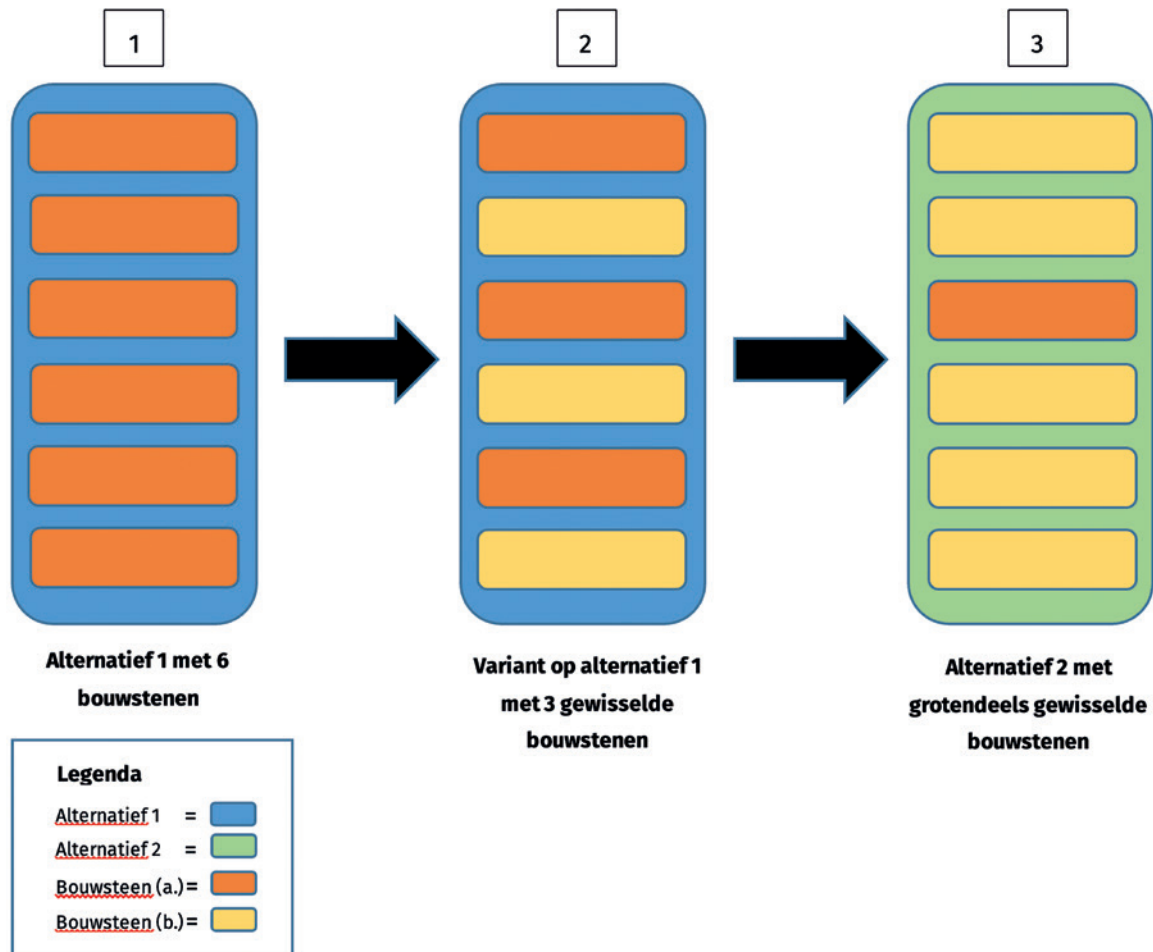 1
2
3
Alternatief 1 met 6
bouwstenen
Variant op alternatief 1
met 3 gewisselde
bouwstenen
Alternatief 2 met
grotendeels gewisselde
bouwstenen
Legenda
Alternatief 1 =
Alternatief 2 =
Bouwsteen (a.) =
Bouwsteen (b.) =